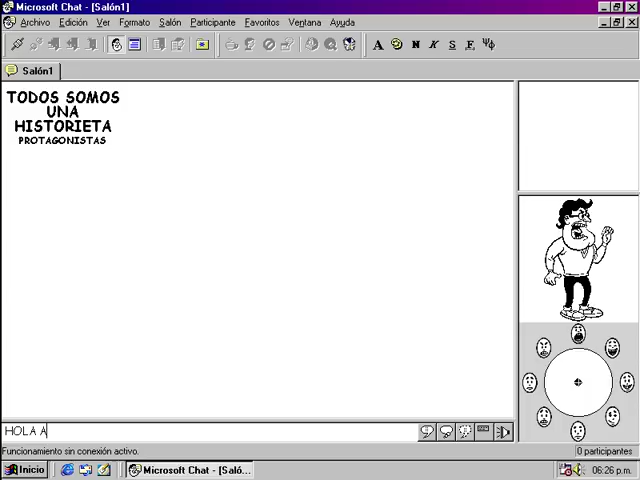 Microsoft Chat - [Salón1]
Archivo Edición Ver Formato Salón Participante Favoritos Ventana Ayuda
A N K S F Ψφ
Salón1
TODOS SOMOS
UNA
HISTORIETA
PROTAGONISTAS
HOLA A
Funcionamiento sin conexión activo.
0 participantes
Inicio
Microsoft Chat - [Saló...
06:26 p.m.